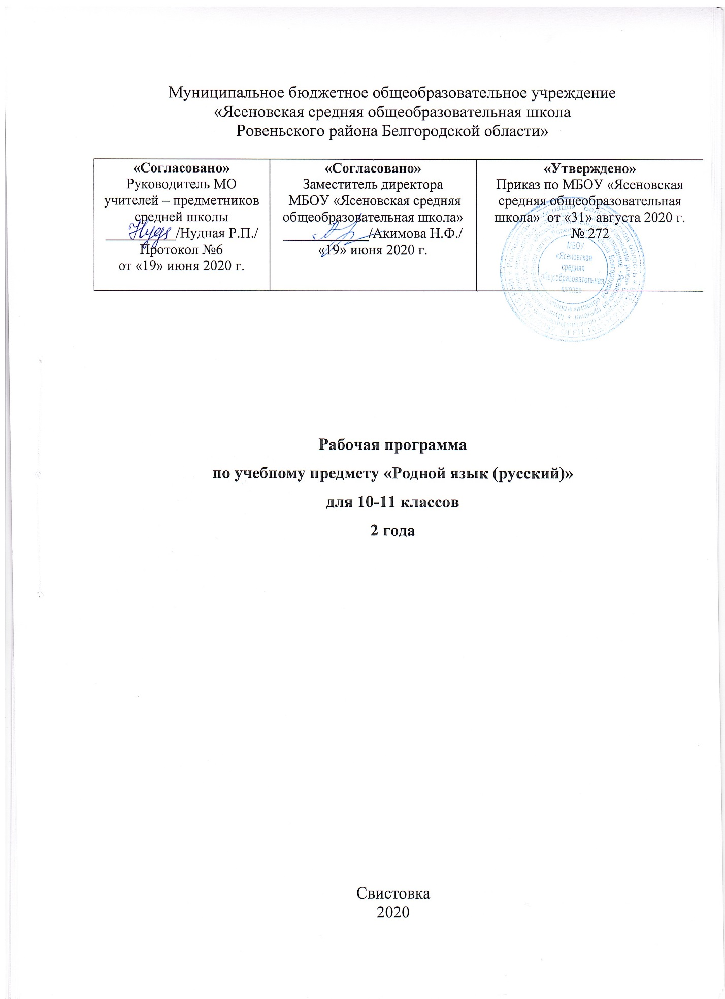 Муниципальное бюджетное общеобразовательное учреждение
«Ясеновская средняя общеобразовательная школа
Ровеньского района Белгородской области»
«Согласовано»
Руководитель МО
учителей – предметников
средней школы
__________/Нудная Р.П./
Протокол №6
от «19» июня 2020 г.
«Согласовано»
Заместитель директора
МБОУ «Ясеновская средняя
общеобразовательная школа»
____________/Акимова Н.Ф./
«19» июня 2020 г.
«Утверждено»
Приказ по МБОУ «Ясеновская
средняя общеобразовательная
школа» от «31» августа 2020 г.
№ 272
МБОУ
«Ясеновская
средняя
общеобразовательная
школа»
Рабочая программа
по учебному предмету «Родной язык (русский)»
для 10-11 классов
2 года
Свистовка
2020